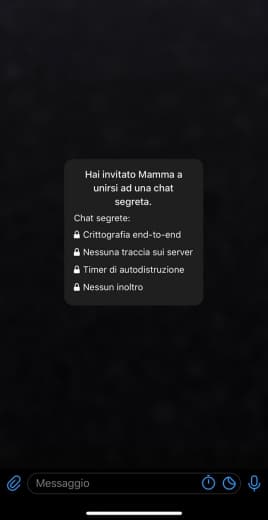 Hai invitato Mamma a
unirsi ad una chat
segreta.
Chat segrete:
Crittografia end-to-end
Nessuna traccia sui server
Timer di autodistruzione
Nessun inoltro
Messaggio